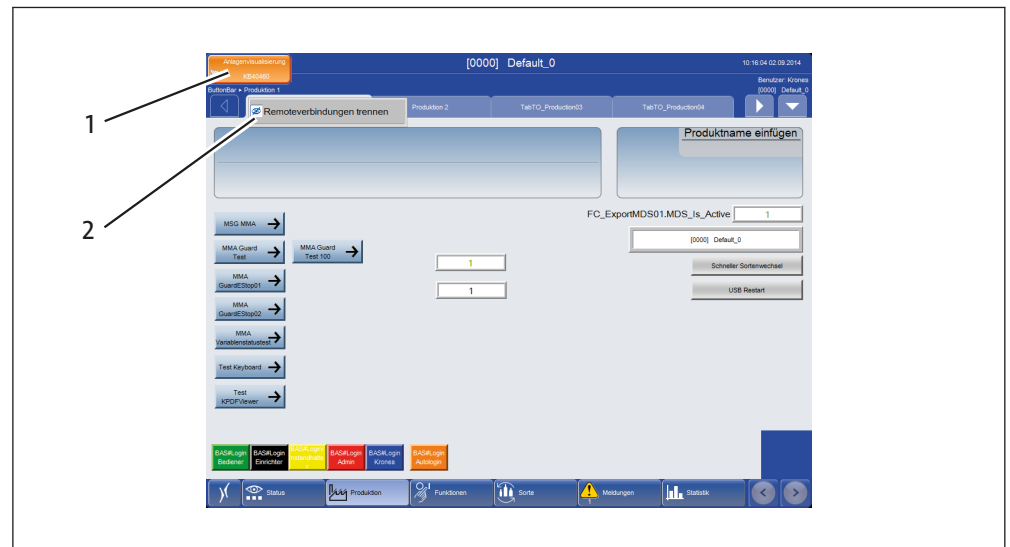 Anlagenvisualisierung
KB40460
[0000] Default_0
10:16:04 02.09.2014
ButtonBar ▸ Produktion 1
Benutzer: Krones
[0000] Default_0
Remoteverbindungen trennen
Produktion 2
TabTO_Production03
TabTO_Production04
1
2
Produktname einfügen
FC_ExportMDS01.MDS_Is_Active
1
[0000] Default_0
Schneller Sortenwechsel
USB Restart
MSG MMA
MMA Guard
Test
MMA Guard
Test 100
1
1
MMA
GuardEStop01
MMA
GuardEStop02
MMA
Variablenstatustest
Test Keyboard
Test
KPDFViewer
BAS#Login
Bediener
BAS#Login
Einrichter
BAS#Login
BAS#Login
Admin
BAS#Login
Krones
BAS#Login
Autologin
Status
Produktion
Funktionen
Sorte
Meldungen
Statistik